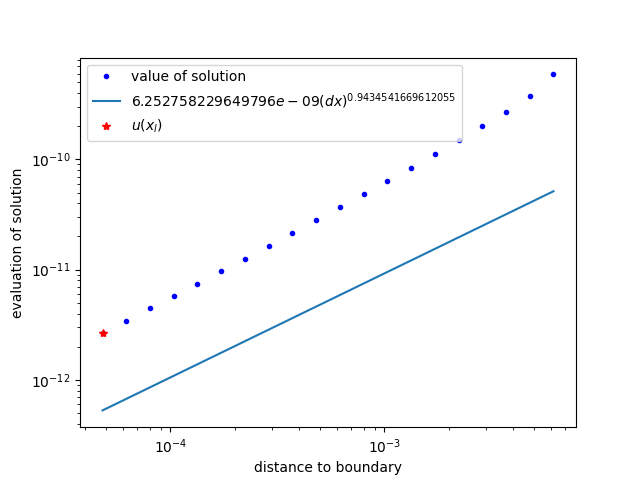 value of solution
6.252758229649796e − 09(dx)^0.9434541669612055
u(x_l)
10^−10
10^−11
10^−12
evaluation of solution
10^−4
10^−3
distance to boundary